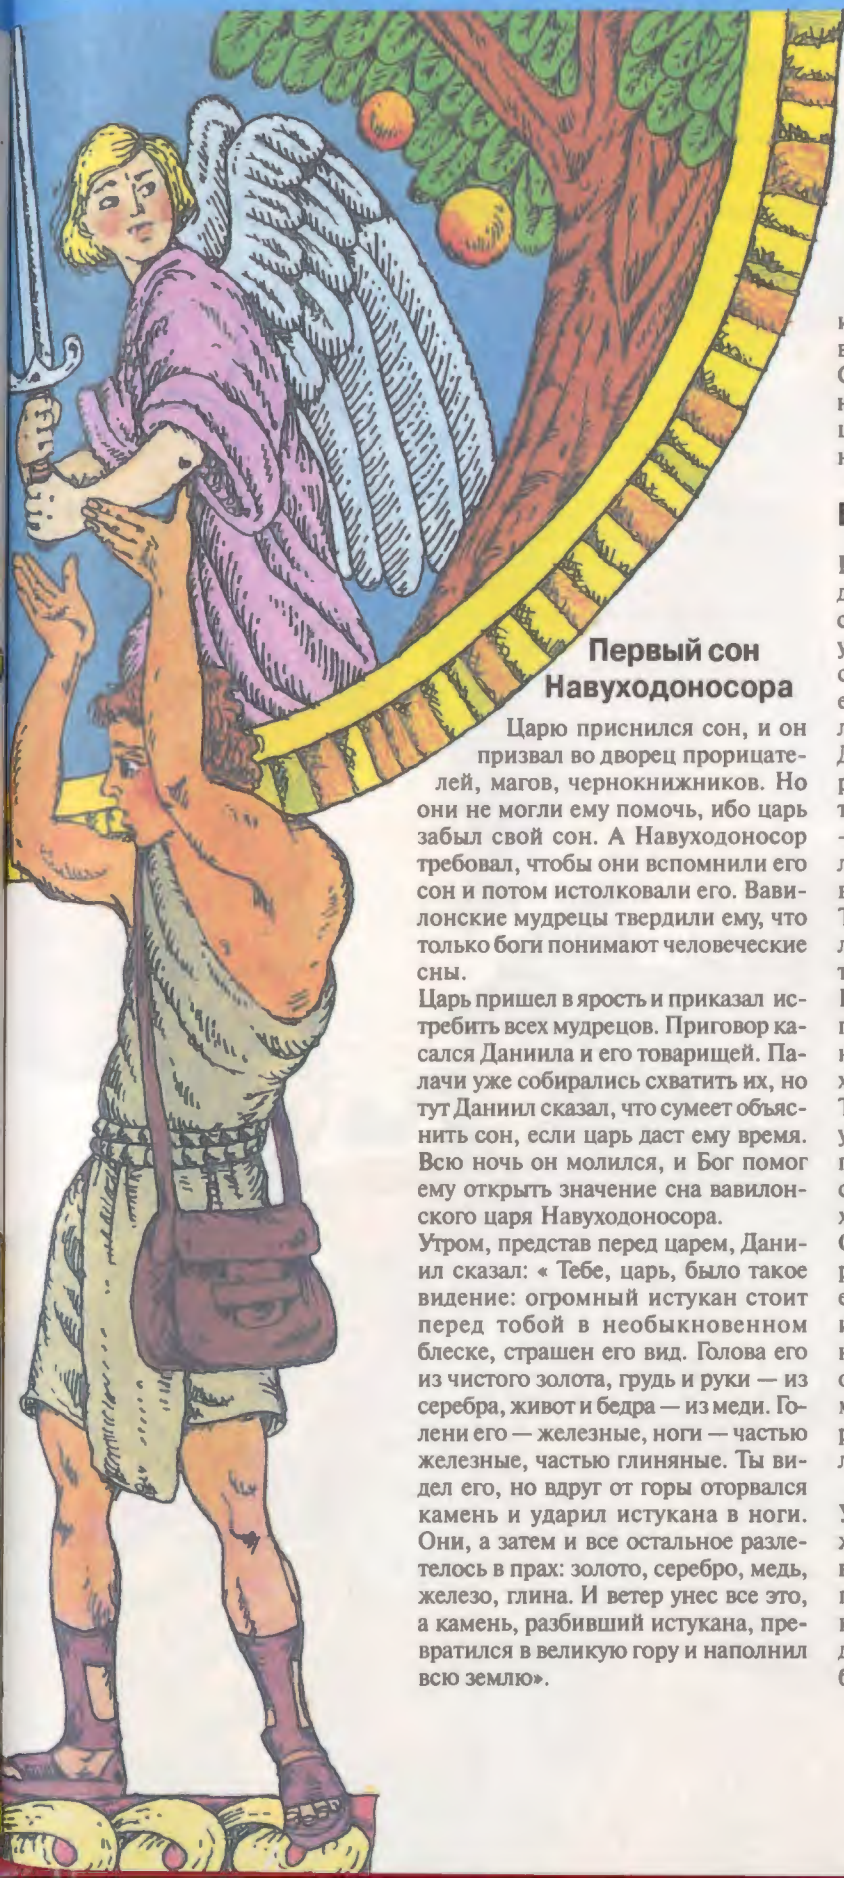 Первый сон
Навуходоносора
Царю приснился сон, и он
призвал во дворец прорицате-
лей, магов, чернокнижников. Но
они не могли ему помочь, ибо царь
забыл свой сон. А Навуходоносор
требовал, чтобы они вспомнили его
сон и потом истолковали его. Вави-
лонские мудрецы твердили ему, что
только боги понимают человеческие
сны.
Царь пришел в ярость и приказал ис-
требить всех мудрецов. Приговор ка-
сался Даниила и его товарищей. Па-
лачи уже собирались схватить их, но
тут Даниил сказал, что сумеет объяс-
нить сон, если царь даст ему время.
Всю ночь он молился, и Бог помог
ему открыть значение сна вавилон-
ского царя Навуходоносора.
Утром, представ перед царем, Дани-
ил сказал: « Тебе, царь, было такое
видение: огромный истукан стоит
перед тобой в необыкновенном
блеске, страшен его вид. Голова его
из чистого золота, грудь и руки — из
серебра, живот и бедра — из меди. Го-
лени его — железные, ноги — частью
железные, частью глиняные. Ты ви-
дел его, но вдруг от горы оторвался
камень и ударил истукана в ноги.
Они, а затем и все остальное разле-
телось в прах: золото, серебро, медь,
железо, глина. И ветер унес все это,
а камень, разбивший истукана, пре-
вратился в великую гору и наполнил
всю землю».